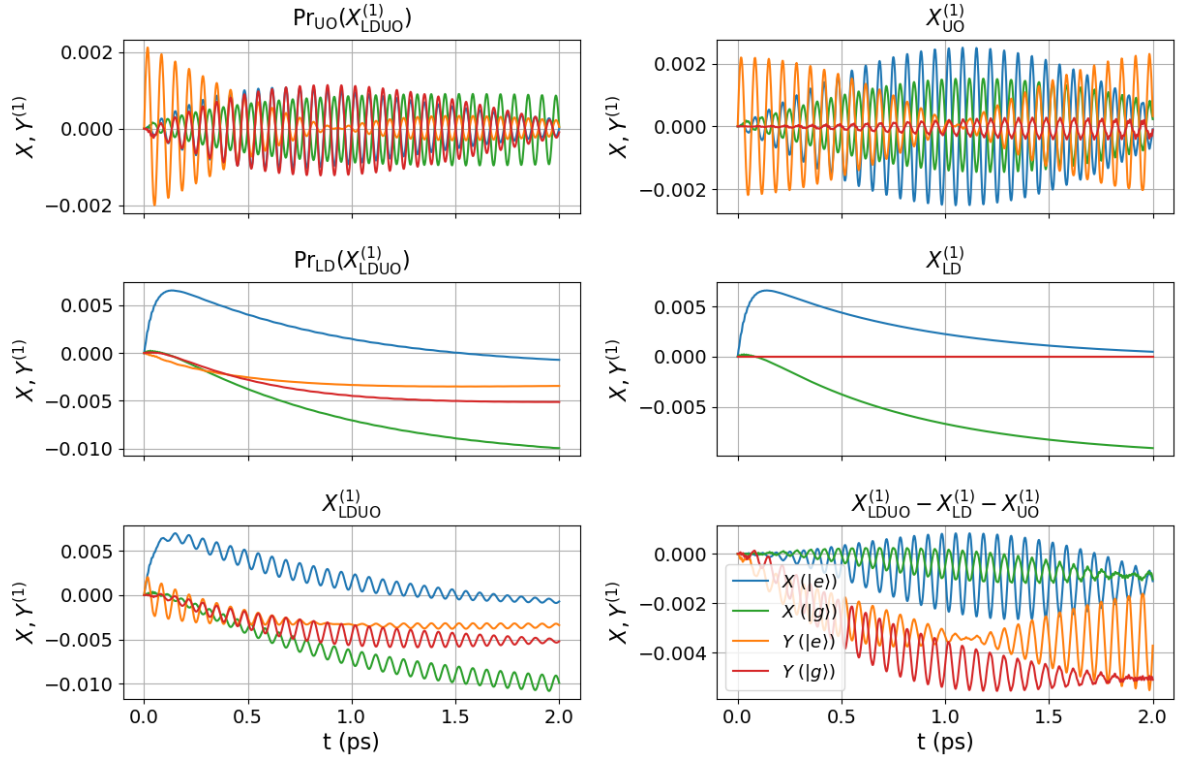 Pr_UO(X^(1)_LDUO)
X, Y^(1)
0.002
0.000
−0.002
X^(1)_UO
X, Y^(1)
0.002
0.000
−0.002
Pr_LD(X^(1)_LDUO)
X, Y^(1)
0.005
0.000
−0.005
−0.010
X^(1)_LD
X, Y^(1)
0.005
0.000
−0.005
X^(1)_LDUO
X, Y^(1)
0.005
0.000
−0.005
−0.010
0.0 0.5 1.0 1.5 2.0
t (ps)
X^(1)_LDUO − X^(1)_LD − X^(1)_UO
X, Y^(1)
0.000
−0.002
−0.004
X (|e⟩)
X (|g⟩)
Y (|e⟩)
Y (|g⟩)
0.0 0.5 1.0 1.5 2.0
t (ps)